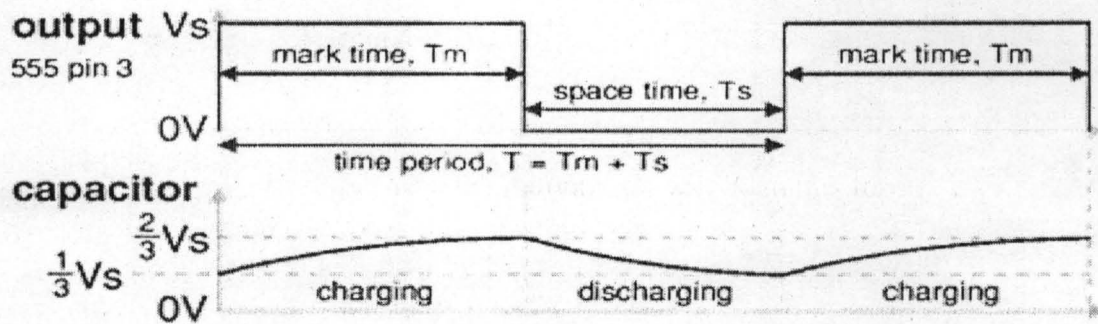 output Vs
555 pin 3
mark time, Tm
mark time, Tm
space time, Ts
0V
time period, T = Tm + Ts
capacitor
2/3Vs
1/3Vs
charging
discharging
charging
0V